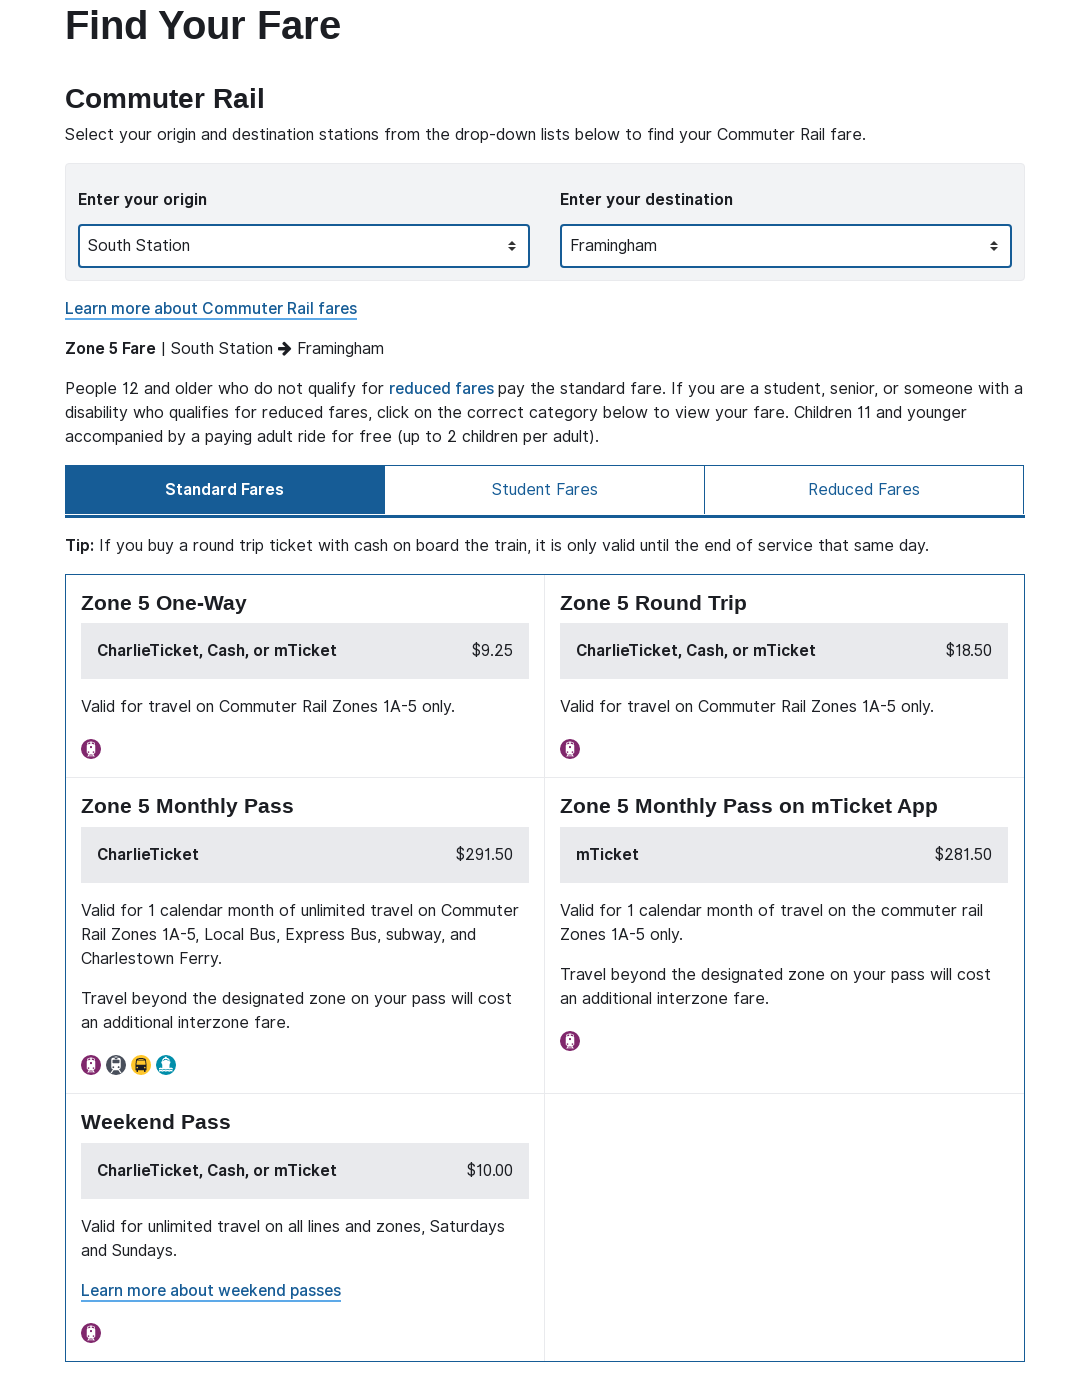 Find Your Fare
Commuter Rail
Select your origin and destination stations from the drop-down lists below to find your Commuter Rail fare.
Enter your origin
South Station
Enter your destination
Framingham
Learn more about Commuter Rail fares
Zone 5 Fare | South Station → Framingham
People 12 and older who do not qualify for reduced fares pay the standard fare. If you are a student, senior, or someone with a
disability who qualifies for reduced fares, click on the correct category below to view your fare. Children 11 and younger
accompanied by a paying adult ride for free (up to 2 children per adult).
Standard Fares
Student Fares
Reduced Fares
Tip: If you buy a round trip ticket with cash on board the train, it is only valid until the end of service that same day.
Zone 5 One-Way
CharlieTicket, Cash, or mTicket $9.25
Valid for travel on Commuter Rail Zones 1A-5 only.
Zone 5 Round Trip
CharlieTicket, Cash, or mTicket $18.50
Valid for travel on Commuter Rail Zones 1A-5 only.
Zone 5 Monthly Pass
CharlieTicket $291.50
Valid for 1 calendar month of unlimited travel on Commuter
Rail Zones 1A-5, Local Bus, Express Bus, subway, and
Charlestown Ferry.
Travel beyond the designated zone on your pass will cost
an additional interzone fare.
Zone 5 Monthly Pass on mTicket App
mTicket $281.50
Valid for 1 calendar month of travel on the commuter rail
Zones 1A-5 only.
Travel beyond the designated zone on your pass will cost
an additional interzone fare.
Weekend Pass
CharlieTicket, Cash, or mTicket $10.00
Valid for unlimited travel on all lines and zones, Saturdays
and Sundays.
Learn more about weekend passes